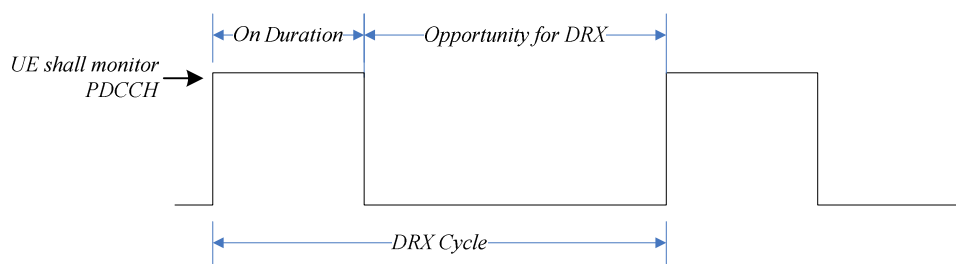 On Duration
Opportunity for DRX
UE shall monitor
PDCCH
DRX Cycle